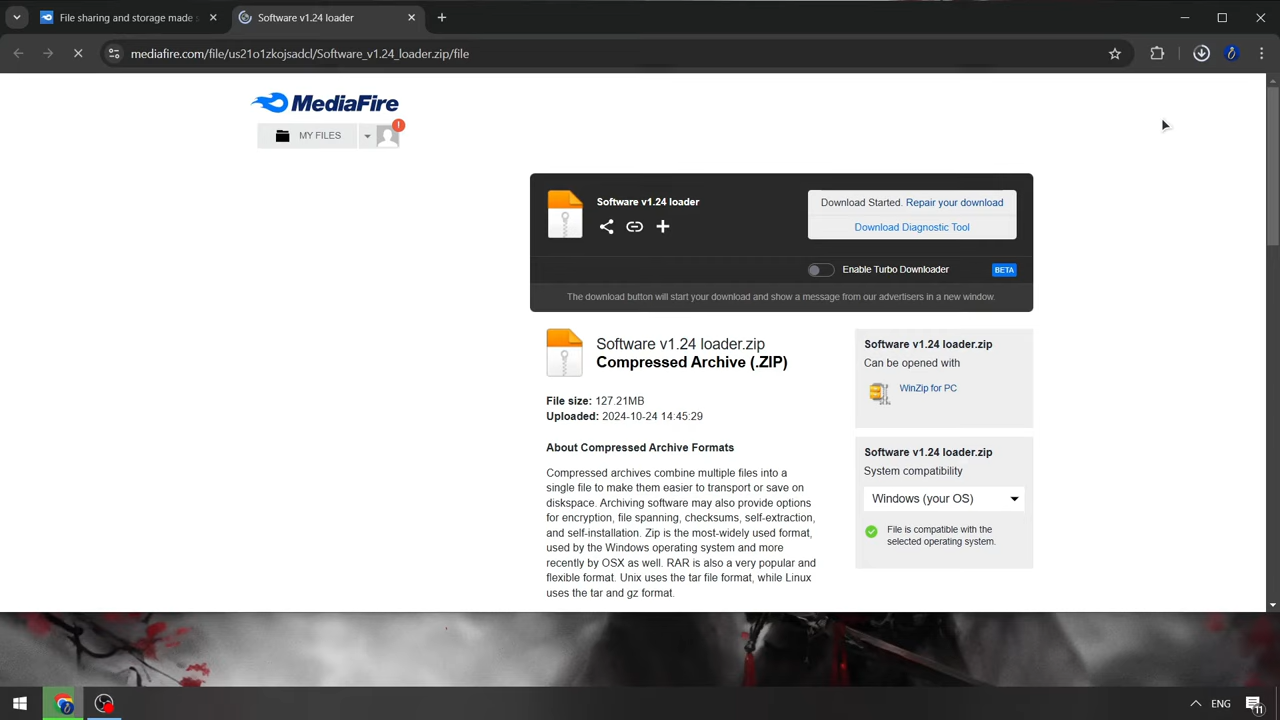 File sharing and storage made s
Software v1.24 loader
mediafire.com/file/us21o1zkojsadcl/Software_v1.24_loader.zip/file
MediaFire
MY FILES
!
Software v1.24 loader
Download Started. Repair your download
Download Diagnostic Tool
Enable Turbo Downloader
BETA
The download button will start your download and show a message from our advertisers in a new window.
Software v1.24 loader.zip
Compressed Archive (.ZIP)
File size: 127.21MB
Uploaded: 2024-10-24 14:45:29
About Compressed Archive Formats
Compressed archives combine multiple files into a
single file to make them easier to transport or save on
diskspace. Archiving software may also provide options
for encryption, file spanning, checksums, self-extraction,
and self-installation. Zip is the most-widely used format,
used by the Windows operating system and more
recently by OSX as well. RAR is also a very popular and
flexible format. Unix uses the tar file format, while Linux
uses the tar and gz format.
Software v1.24 loader.zip
Can be opened with
WinZip for PC
Software v1.24 loader.zip
System compatibility
Windows (your OS)
File is compatible with the
selected operating system.
ENG
11